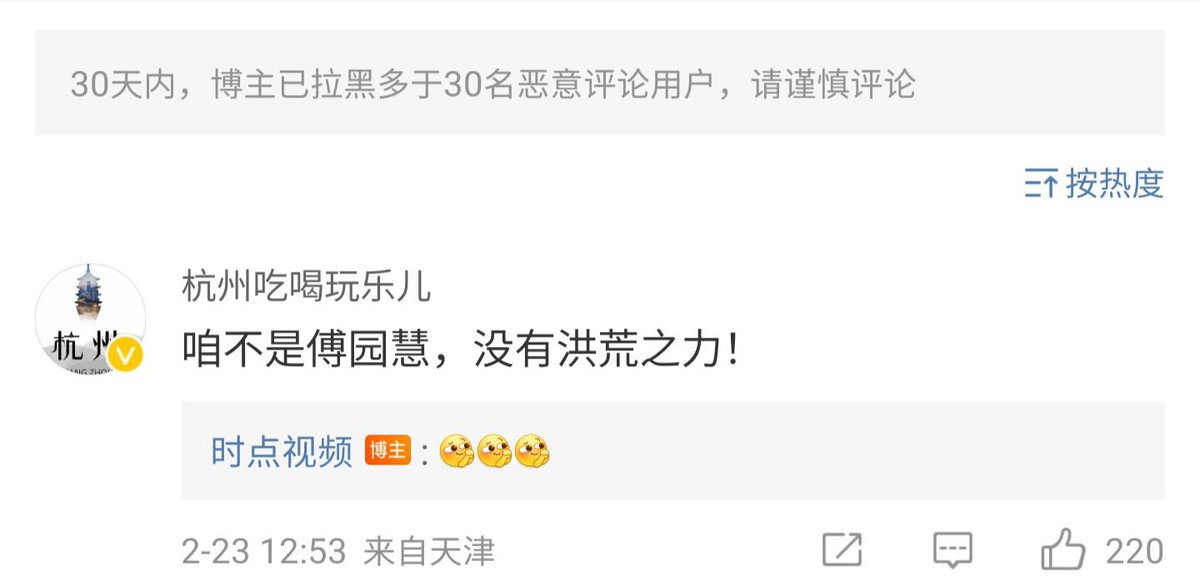 30天内，博主已拉黑多于30名恶意评论用户，请谨慎评论
按热度
杭州吃喝玩乐儿
咱不是傅园慧，没有洪荒之力！
杭州
时点视频 博主：
2-23 12:53 来自天津
220